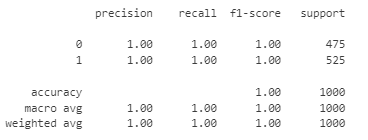 precision recall f1-score support
0 1.00 1.00 1.00 475
1 1.00 1.00 1.00 525
accuracy 1.00 1000
macro avg 1.00 1.00 1.00 1000
weighted avg 1.00 1.00 1.00 1000